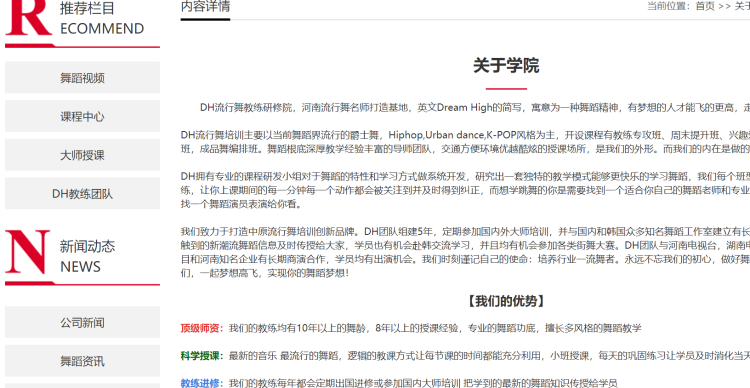 R 推荐栏目
ECOMMEND
舞蹈视频
课程中心
大师授课
DH教练团队
N 新闻动态
NEWS
公司新闻
舞蹈资讯
内容详情
当前位置：首页 >> 关于
关于学院
DH流行舞教练研修院，河南流行舞名师打造基地，英文Dream High的简写，寓意为一种舞蹈精神，有梦想的人才能飞的更高，走
DH流行舞培训主要以当前舞蹈界流行的爵士舞，Hiphop,Urban dance,K-POP风格为主，开设课程有教练专攻班、周末提升班、兴趣
班，成品舞编排班。舞蹈根底深厚教学经验丰富的导师团队，交通方便环境优越酷炫的授课场所，是我们的外形。而我们的内在是做的
DH拥有专业的课程研发小组对于舞蹈的特性和学习方式做系统开发，研究出一套独特的教学模式能够更快乐的学习舞蹈，我们每个班
练，让你上课期间的每一分钟每一个动作都会被关注到并及时得到纠正，而想学跳舞的你是需要找到一个适合你自己的舞蹈老师和专业
找一个舞蹈演员表演给你看。
我们致力于打造中原流行舞培训创新品牌。DH团队组建5年，定期参加国内外大师培训，并与国内和韩国众多知名舞蹈工作室建立有长
触到的新潮流舞蹈信息及时传授给大家，学员也有机会赴韩交流学习，并且均有机会参加各类街舞大赛。DH团队与河南电视台，湖南
目和河南知名企业有长期商演合作，学员均有出演机会。我们时刻谨记自己的使命：培养行业一流舞者。永远不忘我们的初心，做好舞
们，一起梦想高飞，实现你的舞蹈梦想！
【我们的优势】
顶级师资：我们的教练均有10年以上的舞龄，8年以上的授课经验，专业的舞蹈功底，擅长多风格的舞蹈教学
科学授课：最新的音乐 最流行的舞蹈，逻辑的教课方式让每节课的时间都能充分利用，小班授课，每天的巩固练习让学员及时消化当天
教练进修：我们的教练每年都会定期出国进修或参加国内大师培训 把学到的最新的舞蹈知识传授给学员